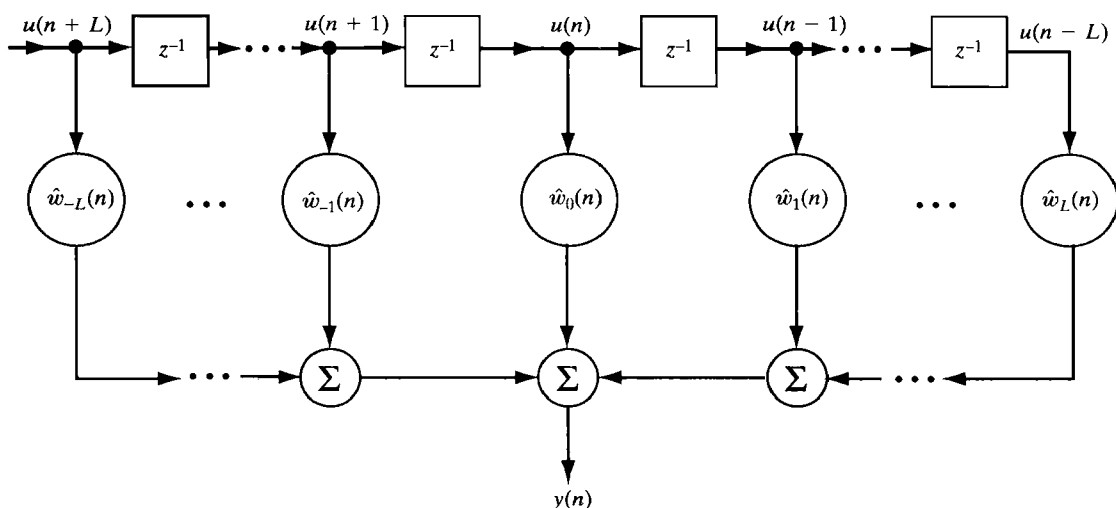 u(n + L) u(n + 1) u(n) u(n − 1) u(n − L)
z⁻¹ ••• z⁻¹ z⁻¹ ••• z⁻¹
ŵ₋L(n) ••• ŵ₋₁(n) ŵ₀(n) ŵ₁(n) ••• ŵL(n)
••• Σ Σ Σ •••
y(n)